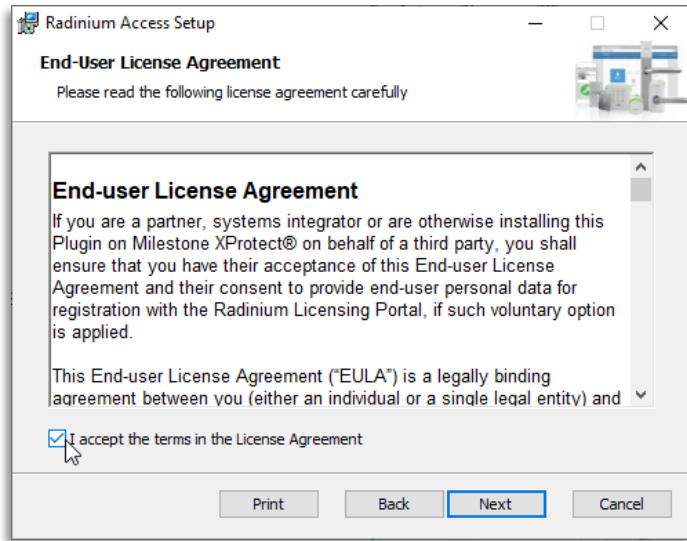 Radinium Access Setup
End-User License Agreement
Please read the following license agreement carefully
End-user License Agreement
If you are a partner, systems integrator or are otherwise installing this
Plugin on Milestone XProtect® on behalf of a third party, you shall
ensure that you have their acceptance of this End-user License
Agreement and their consent to provide end-user personal data for
registration with the Radinium Licensing Portal, if such voluntary option
is applied.
This End-user License Agreement (“EULA”) is a legally binding
agreement between you (either an individual or a single legal entity) and
I accept the terms in the License Agreement
Print Back Next Cancel